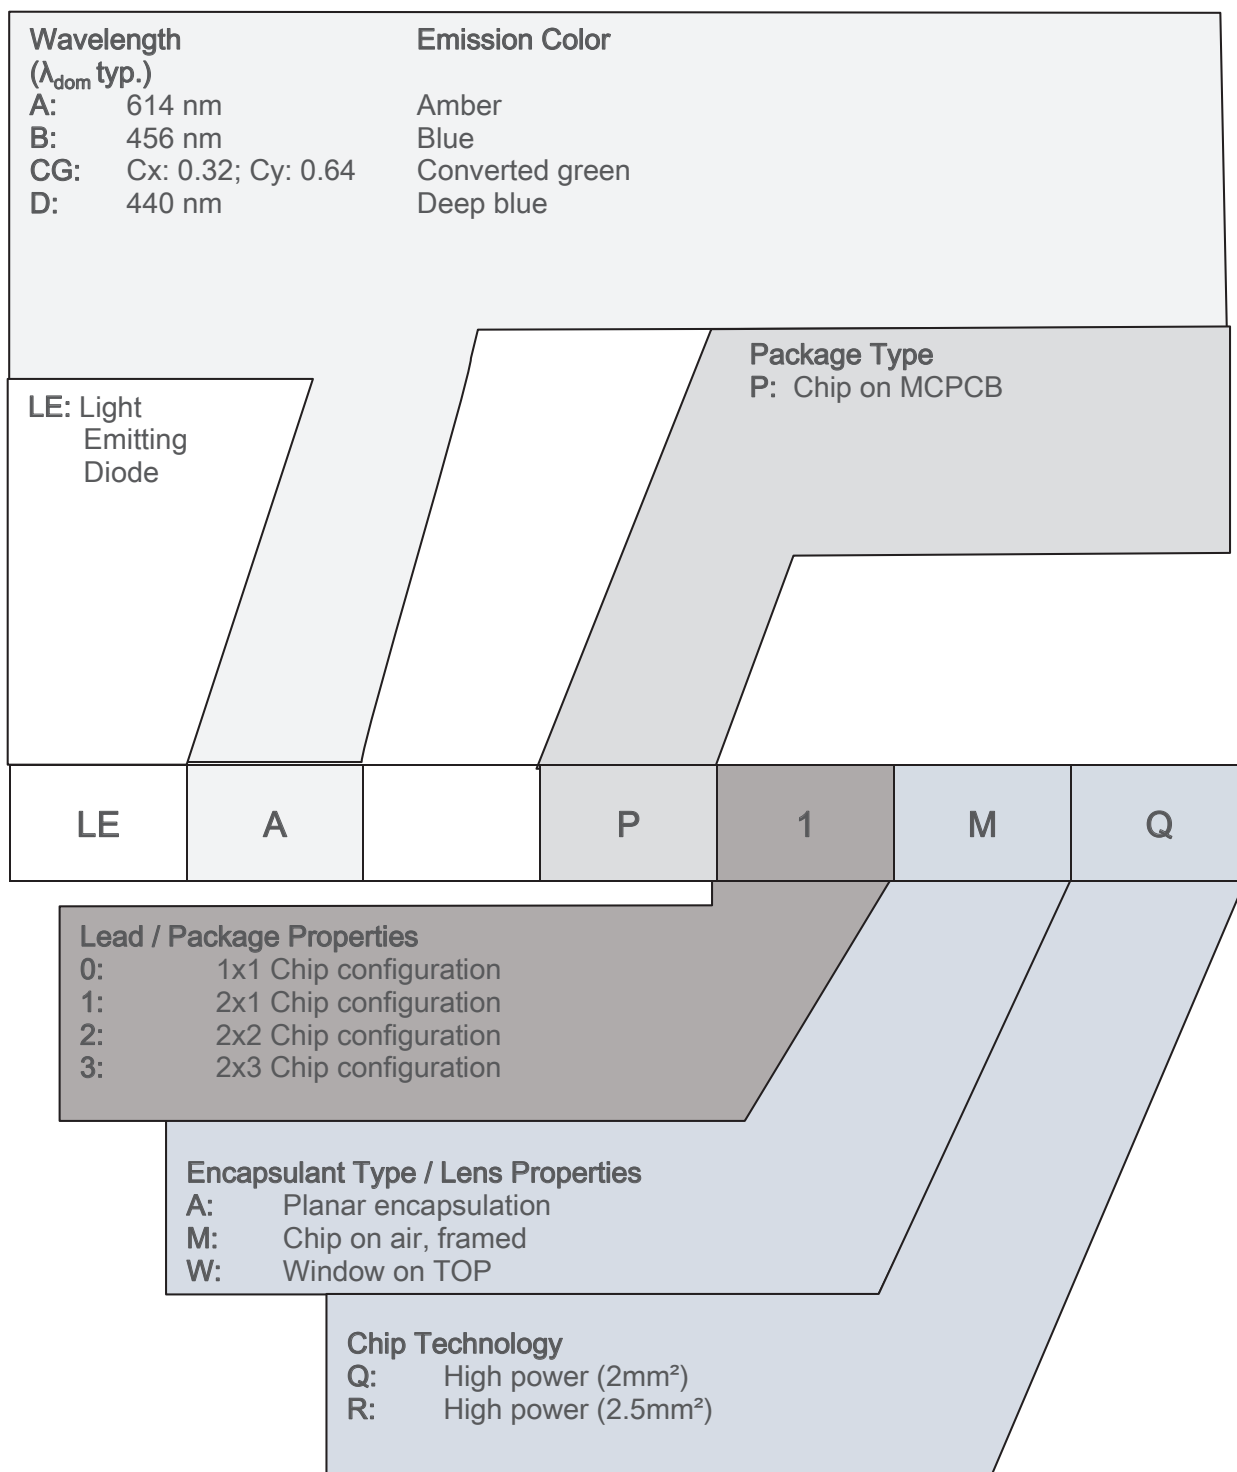 Wavelength Emission Color
(λdom typ.)
A: 614 nm Amber
B: 456 nm Blue
CG: Cx: 0.32; Cy: 0.64 Converted green
D: 440 nm Deep blue
Package Type
P: Chip on MCPCB
LE: Light
Emitting
Diode
LE A P 1 M Q
Lead / Package Properties
0: 1x1 Chip configuration
1: 2x1 Chip configuration
2: 2x2 Chip configuration
3: 2x3 Chip configuration
Encapsulant Type / Lens Properties
A: Planar encapsulation
M: Chip on air, framed
W: Window on TOP
Chip Technology
Q: High power (2mm²)
R: High power (2.5mm²)